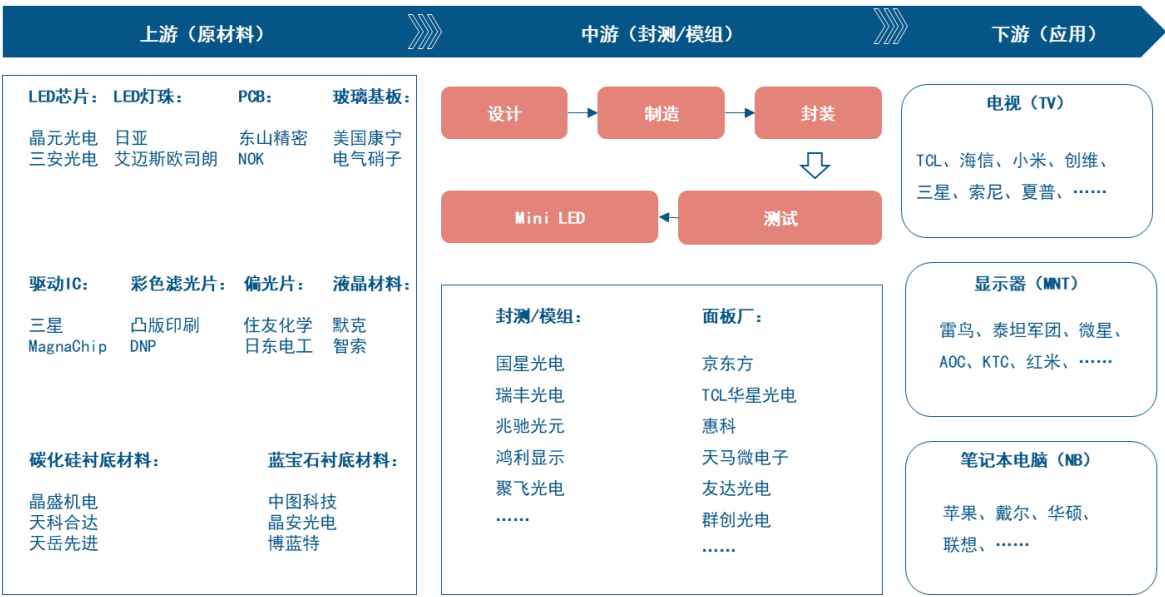 上游（原材料）
中游（封测/模组）
下游（应用）
LED芯片： LED灯珠： PCB： 玻璃基板：
晶元光电 日亚 东山精密 美国康宁
三安光电 艾迈斯欧司朗 NOK 电气硝子
驱动IC： 彩色滤光片： 偏光片： 液晶材料：
三星 凸版印刷 住友化学 默克
MagnaChip DNP 日东电工 智索
碳化硅衬底材料： 蓝宝石衬底材料：
晶盛机电 中图科技
天科合达 晶安光电
天岳先进 博蓝特
设计
制造
封装
测试
Mini LED
封测/模组：
国星光电
瑞丰光电
兆驰光元
鸿利显示
聚飞光电
……
面板厂：
京东方
TCL华星光电
惠科
天马微电子
友达光电
群创光电
……
电视（TV）
TCL、海信、小米、创维、
三星、索尼、夏普、……
显示器（MNT）
雷鸟、泰坦军团、微星、
AOC、KTC、红米、……
笔记本电脑（NB）
苹果、戴尔、华硕、
联想、……